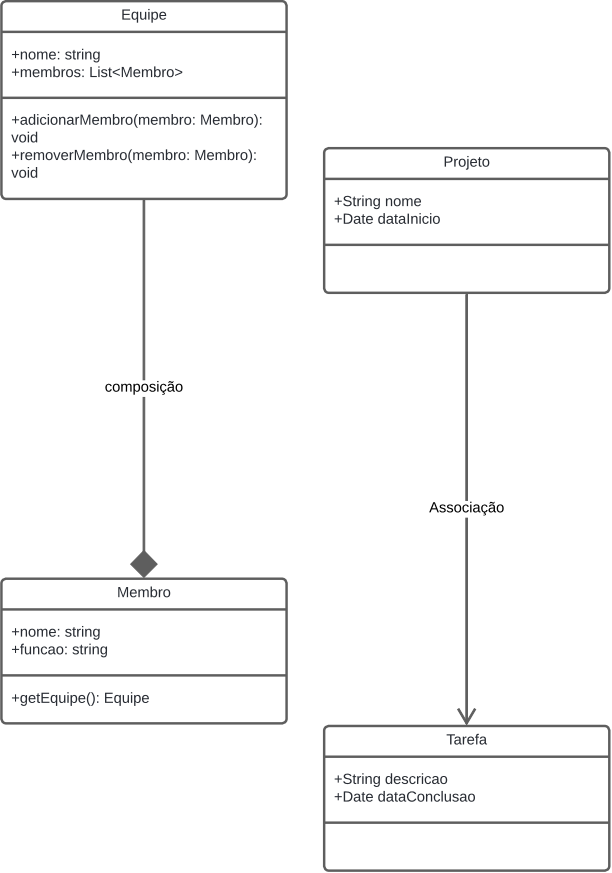 Equipe
+nome: string
+membros: List<Membro>
+adicionarMembro(membro: Membro):
void
+removerMembro(membro: Membro):
void
Projeto
+String nome
+Date dataInicio
composição
Associação
Membro
+nome: string
+funcao: string
+getEquipe(): Equipe
Tarefa
+String descricao
+Date dataConclusao